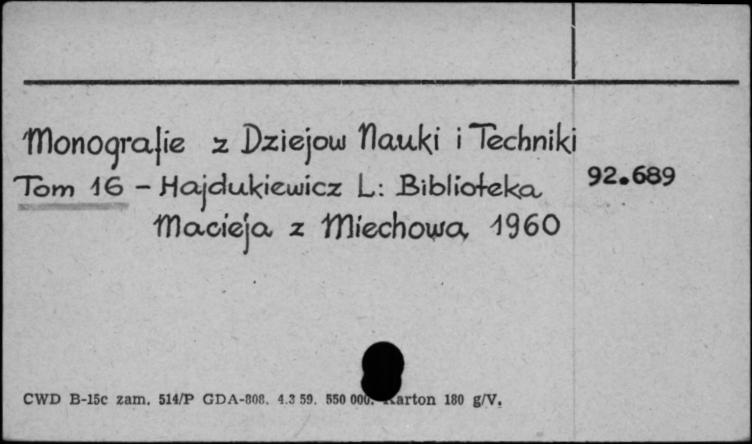 Monografie z Dziejow Nauki i Techniki
Tom 16 - Hajdukiewicz L: Biblioteka 92.689
Macieja z Miechowa, 1960
CWD B-15c zam. 514/P GDA-808. 4.3 59. 550 000. Karton 180 g/V.